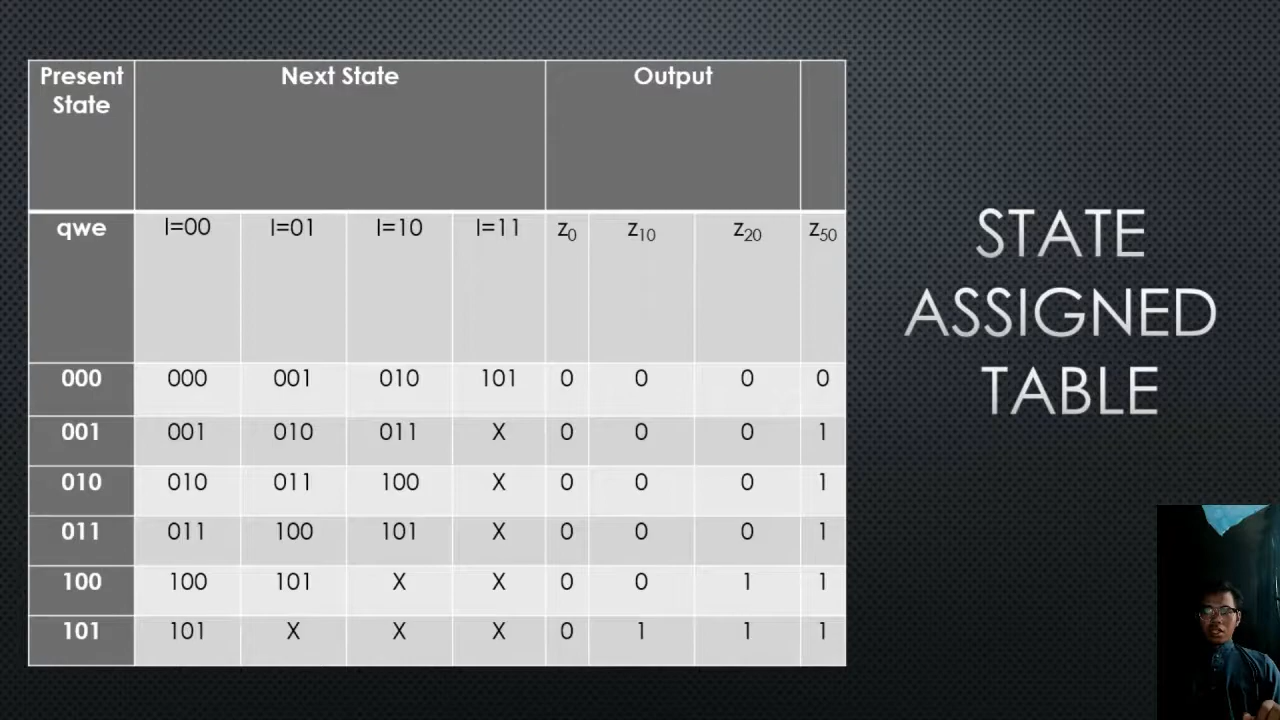 Present State Next State Output
qwe I=00 I=01 I=10 I=11 z0 z10 z20 z50
000 000 001 010 101 0 0 0 0
001 001 010 011 X 0 0 0 1
010 010 011 100 X 0 0 0 1
011 011 100 101 X 0 0 0 1
100 100 101 X X 0 0 1 1
101 101 X X X 0 1 1 1
STATE
ASSIGNED
TABLE